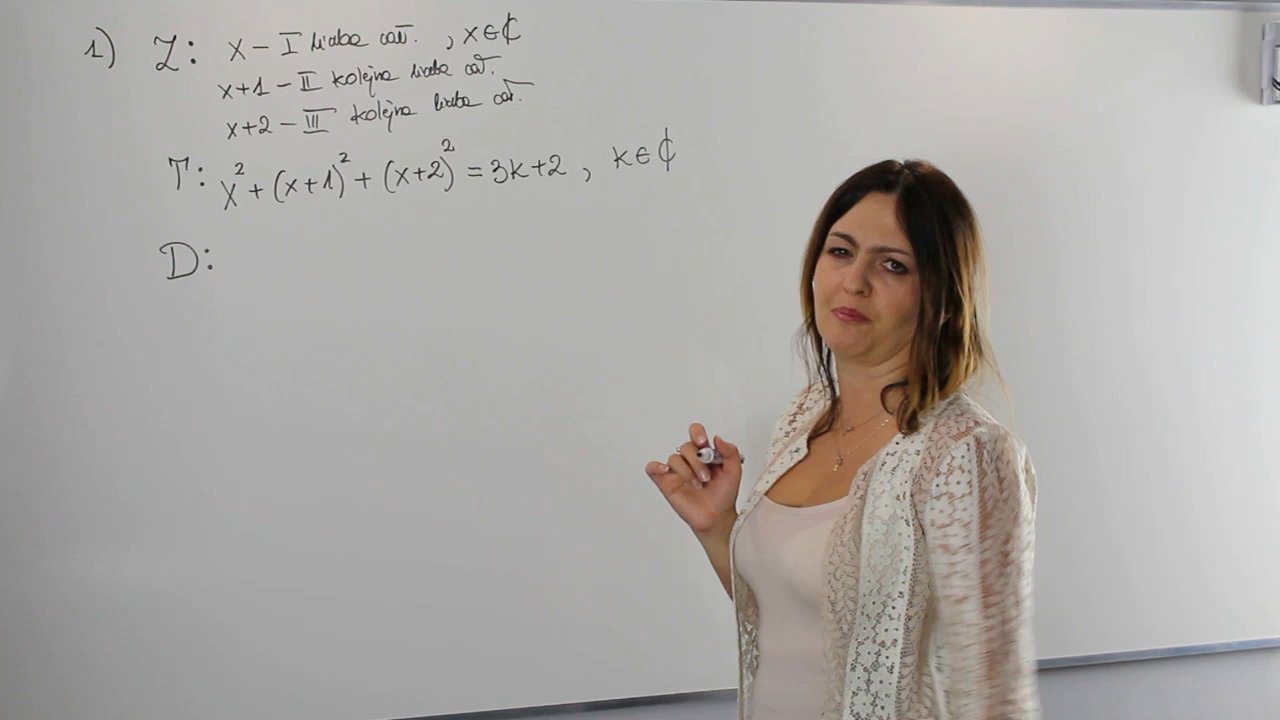 1) Z: x – I liczba cał. , x∈ℂ
x+1 – II kolejna liczba cał.
x+2 – III kolejna liczba cał.
T: x² + (x+1)² + (x+2)² = 3k+2 , k∈ℂ
D: